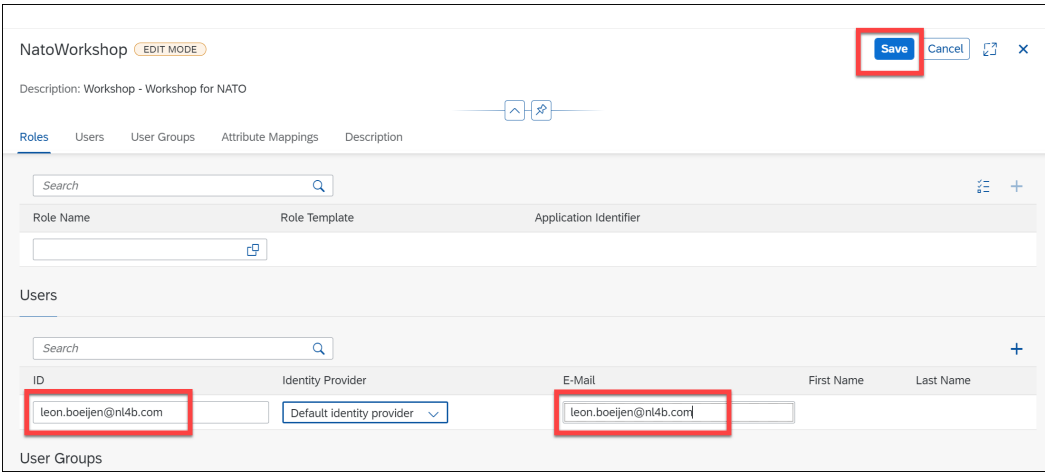 NatoWorkshop EDIT MODE Save Cancel
Description: Workshop - Workshop for NATO
Roles Users User Groups Attribute Mappings Description
Search
Role Name Role Template Application Identifier
Users
Search
ID Identity Provider E-Mail First Name Last Name
leon.boeijen@nl4b.com Default identity provider leon.boeijen@nl4b.com
User Groups